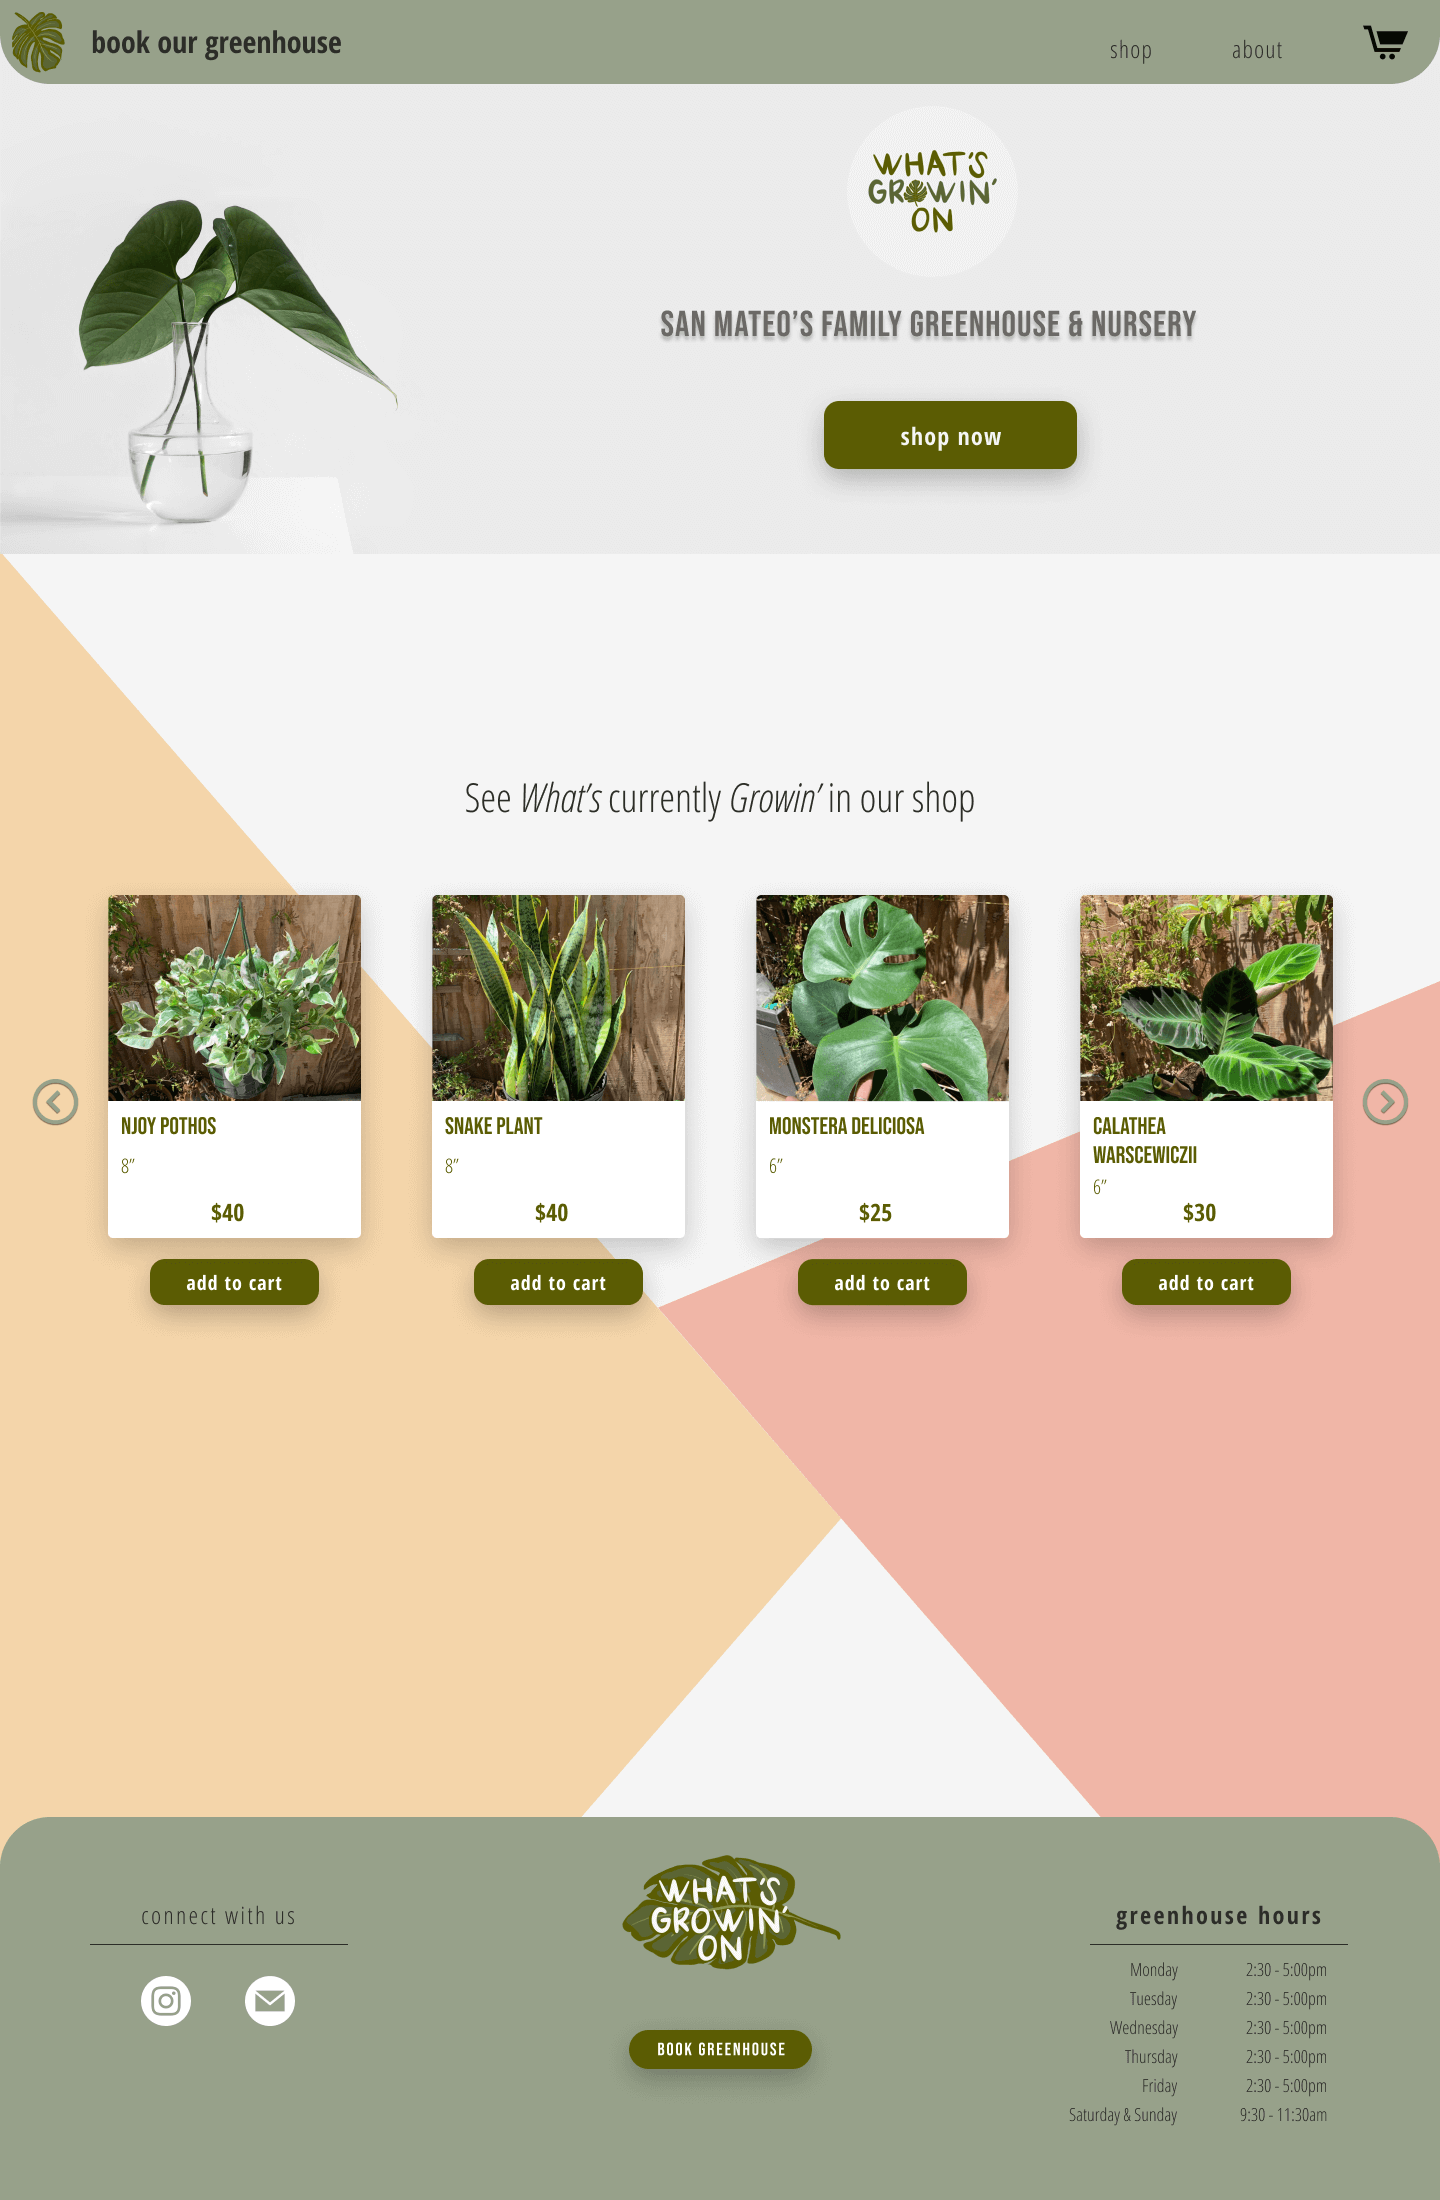 book our greenhouse
shop
about
WHAT'S
GROWIN'
ON
SAN MATEO'S FAMILY GREENHOUSE & NURSERY
shop now
See What's currently Growin' in our shop
NJOY POTHOS
8"
$40
add to cart
SNAKE PLANT
8"
$40
add to cart
MONSTERA DELICIOSA
6"
$25
add to cart
CALATHEA
WARSCEWICZII
6"
$30
add to cart
connect with us
WHAT'S
GROWIN'
ON
BOOK GREENHOUSE
greenhouse hours
Monday 2:30 - 5:00pm
Tuesday 2:30 - 5:00pm
Wednesday 2:30 - 5:00pm
Thursday 2:30 - 5:00pm
Friday 2:30 - 5:00pm
Saturday & Sunday 9:30 - 11:30am